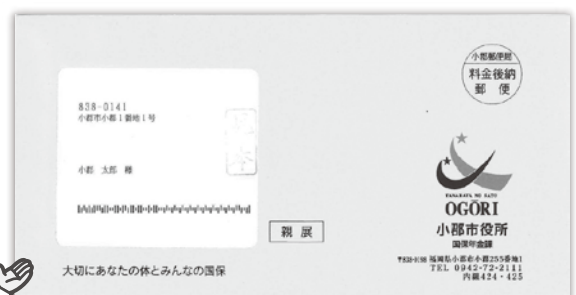 小郡郵便局
料金後納
郵便
838-0141
小郡市小郡1番地1号
小郡 太郎 様
見本
親展
OGŌRI
小郡市役所
国保年金課
〒838-0198 福岡県小郡市小郡255番地1
TEL 0942-72-2111
内線424・425
大切にあなたの体とみんなの国保